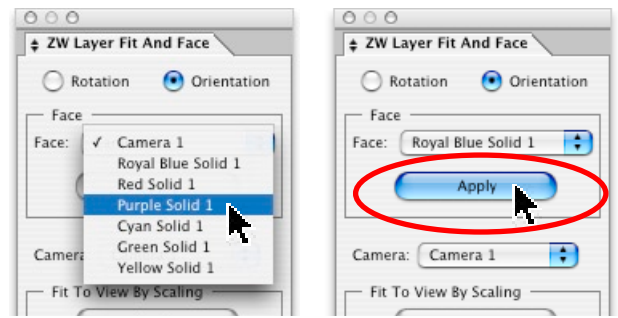 ZW Layer Fit And Face
Rotation Orientation
Face
Face: ✓ Camera 1
Royal Blue Solid 1
Red Solid 1
Purple Solid 1
Cyan Solid 1
Green Solid 1
Yellow Solid 1
Camera
Fit To View By Scaling
ZW Layer Fit And Face
Rotation Orientation
Face
Face: Royal Blue Solid 1
Apply
Camera: Camera 1
Fit To View By Scaling